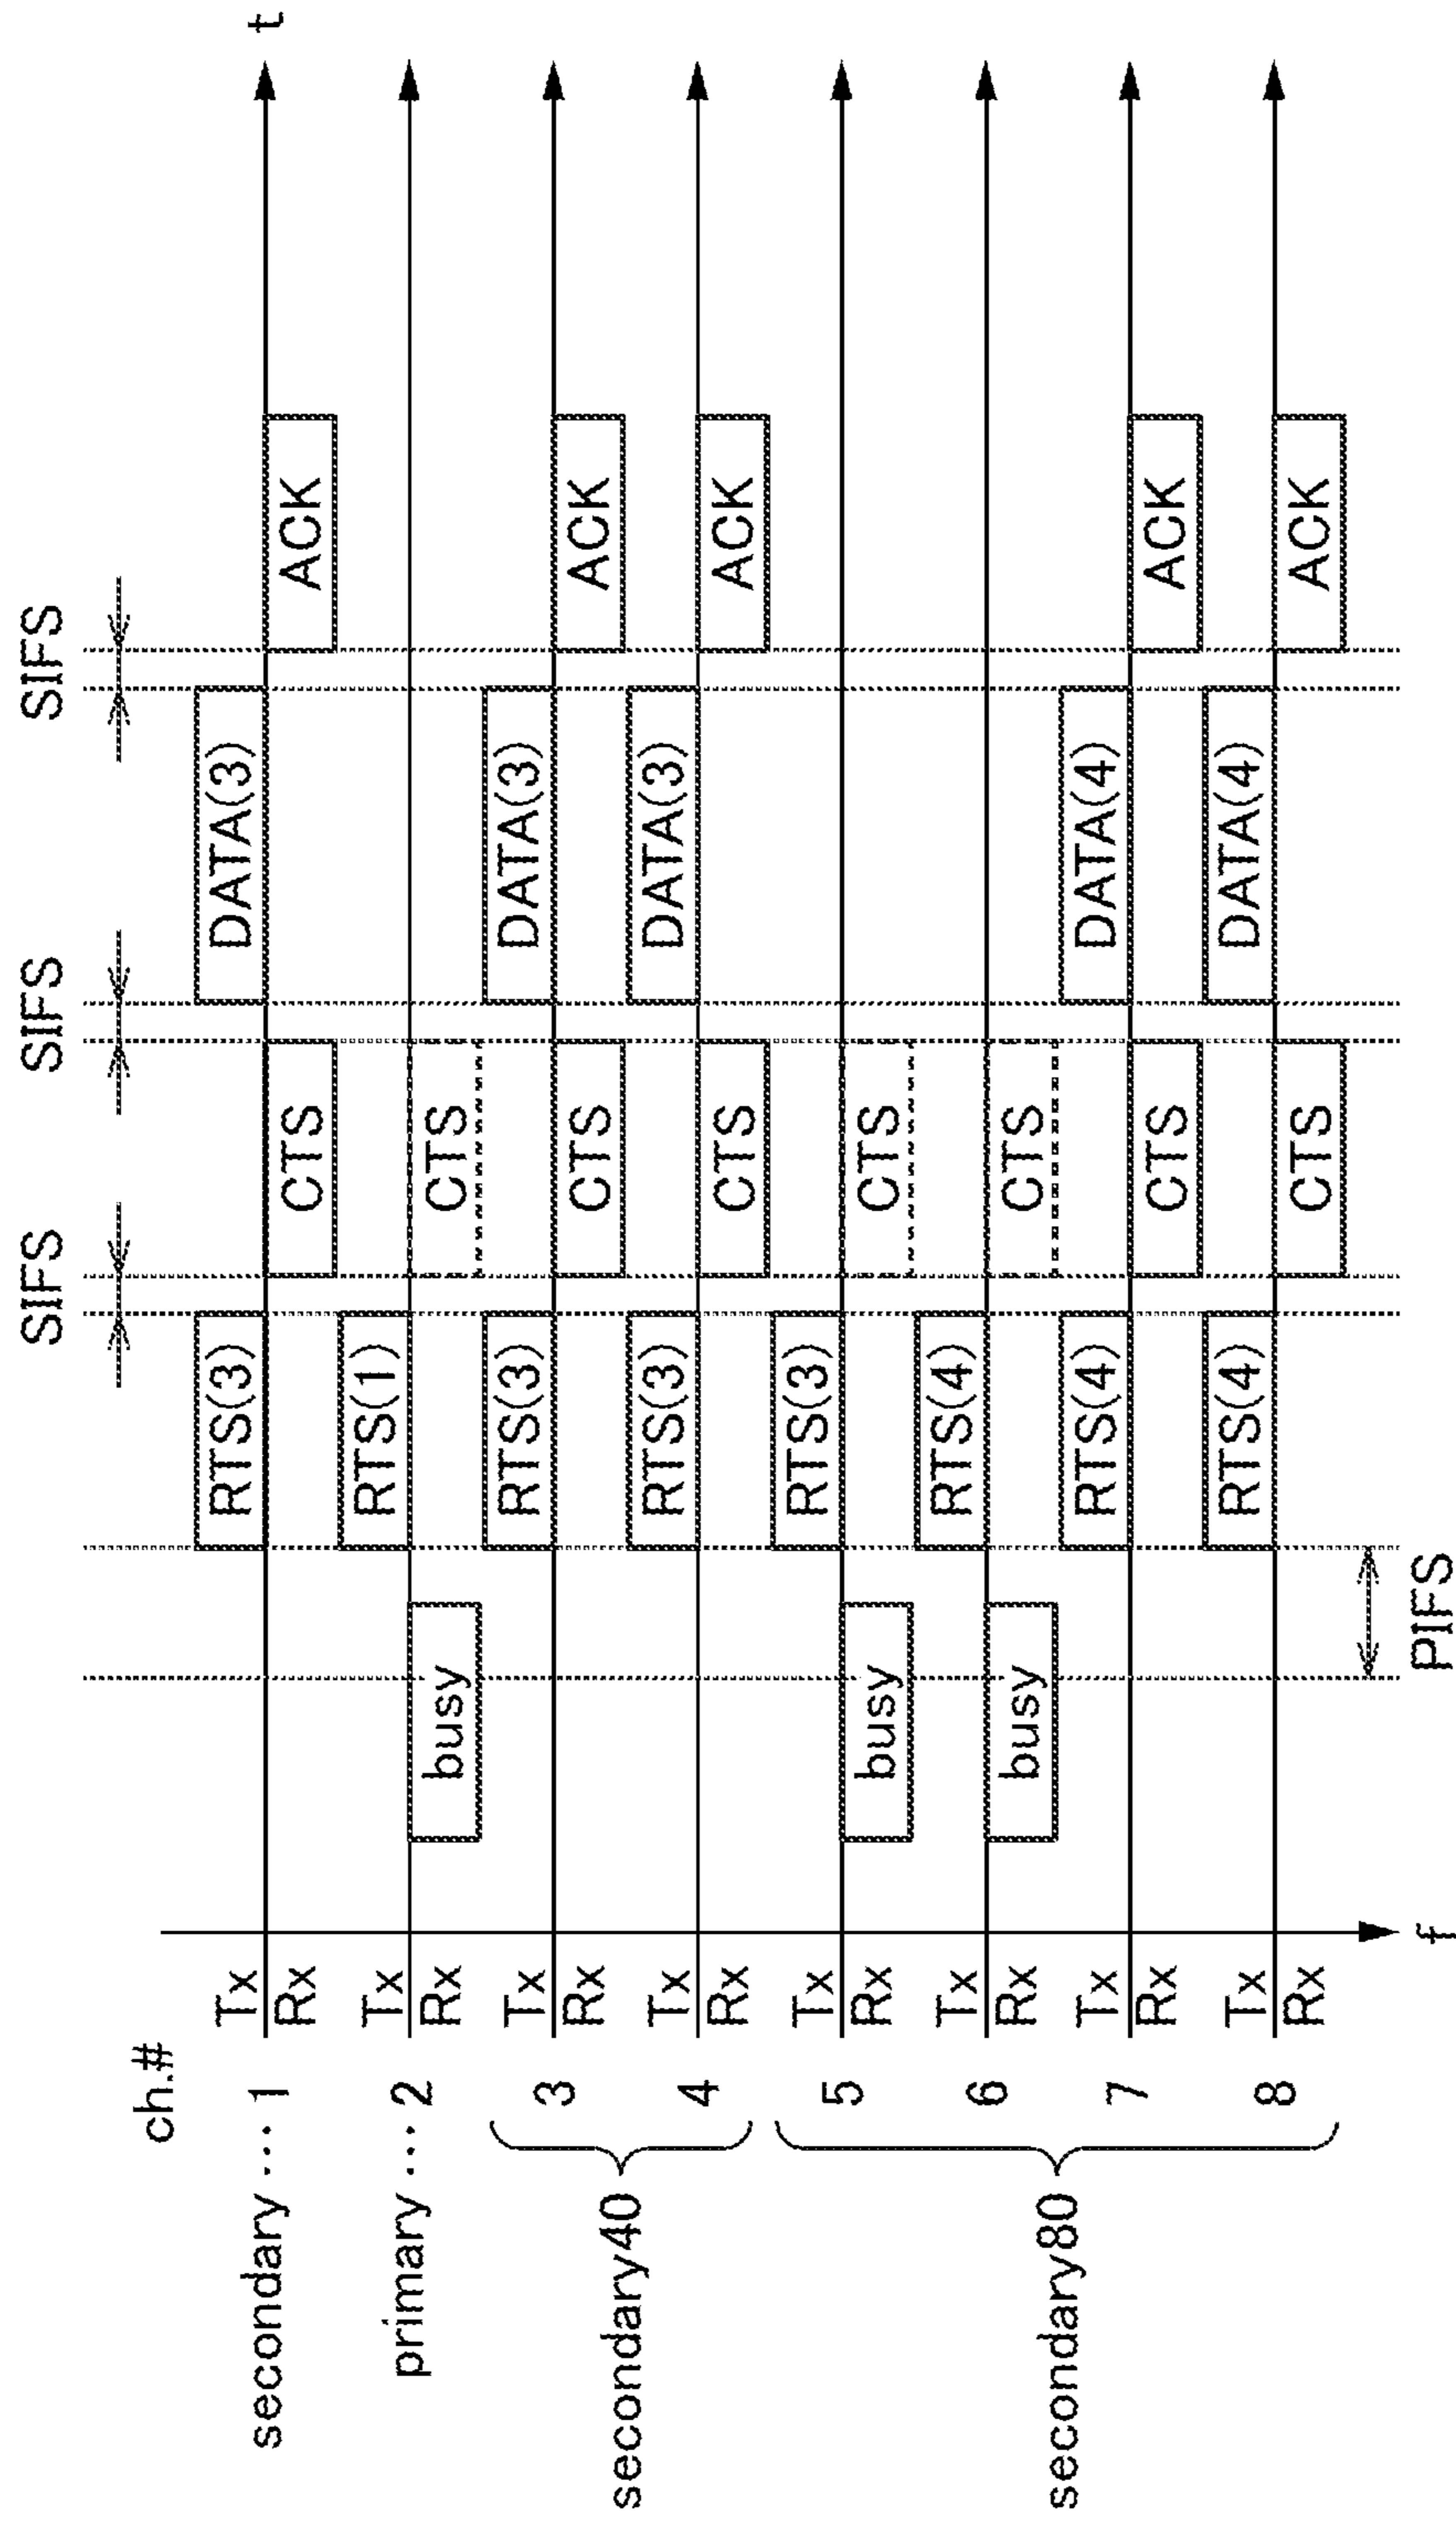 SIFS SIFS SIFS
ch.# t
secondary ··· 1 Tx RTS(3) DATA(3)
Rx CTS ACK
primary ··· 2 Tx RTS(1)
Rx busy CTS
secondary40
3 Tx RTS(3) DATA(3)
Rx CTS ACK
4 Tx RTS(3) DATA(3)
Rx CTS ACK
secondary80
5 Tx RTS(3)
Rx busy CTS
6 Tx RTS(4)
Rx busy CTS
7 Tx RTS(4) DATA(4)
Rx CTS ACK
8 Tx RTS(4) DATA(4)
Rx CTS ACK
f PIFS